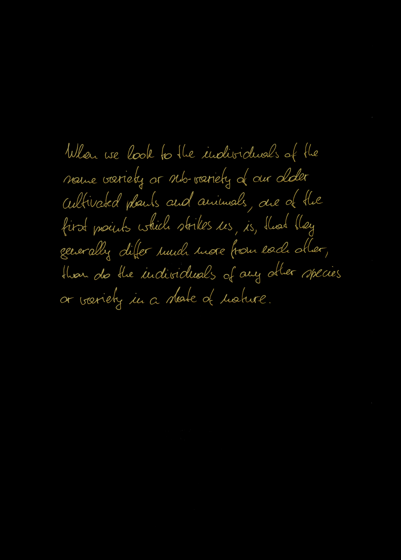 When we look to the individuals of the
same variety or sub-variety of our older
cultivated plants and animals, one of the
first points which strikes us, is, that they
generally differ much more from each other,
than do the individuals of any other species
or variety in a state of nature.